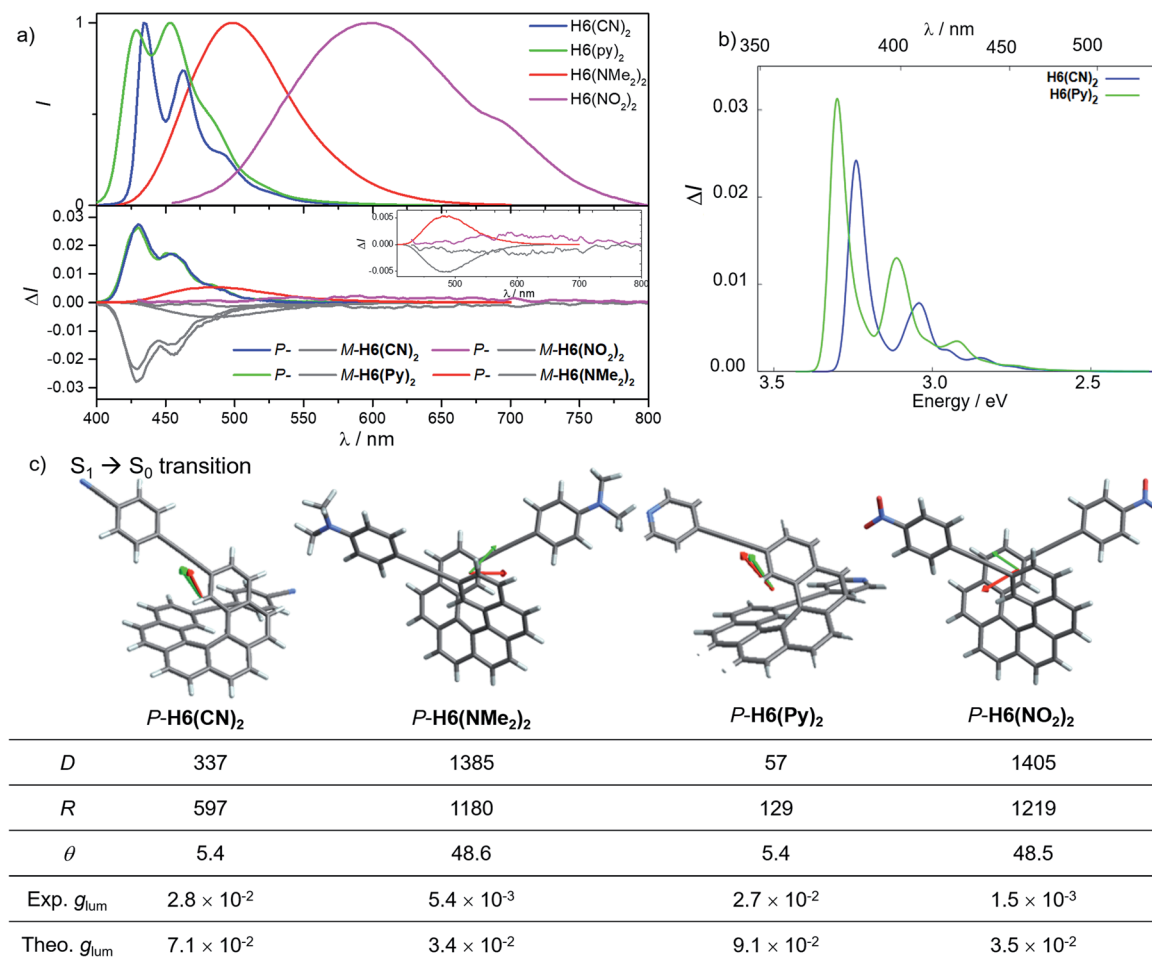 a)
1
I
0
H6(CN)2
H6(py)2
H6(NMe2)2
H6(NO2)2
0.03
0.02
0.01
0.00
-0.01
-0.02
-0.03
ΔI
0.005
0.000
-0.005
ΔI
500 600 700 800
λ / nm
P- M-H6(CN)2 P- M-H6(NO2)2
P- M-H6(Py)2 P- M-H6(NMe2)2
400 450 500 550 600 650 700 750 800
λ / nm
b)
λ / nm
350 400 450 500
H6(CN)2
H6(Py)2
0.03
0.02
0.01
0.00
ΔI
3.5 3.0 2.5
Energy / eV
c) S1 → S0 transition
P-H6(CN)2 P-H6(NMe2)2 P-H6(Py)2 P-H6(NO2)2
D 337 1385 57 1405
R 597 1180 129 1219
θ 5.4 48.6 5.4 48.5
Exp. glum 2.8 × 10-2 5.4 × 10-3 2.7 × 10-2 1.5 × 10-3
Theo. glum 7.1 × 10-2 3.4 × 10-2 9.1 × 10-2 3.5 × 10-2